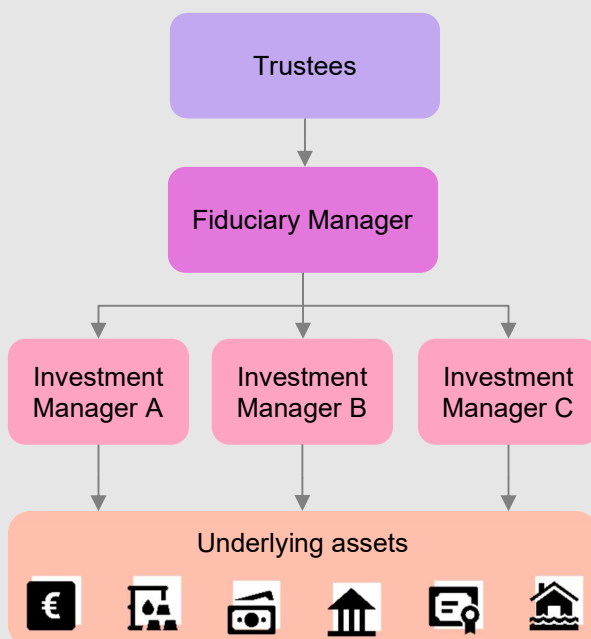 Trustees
Fiduciary Manager
Investment
Manager A
Investment
Manager B
Investment
Manager C
Underlying assets
€